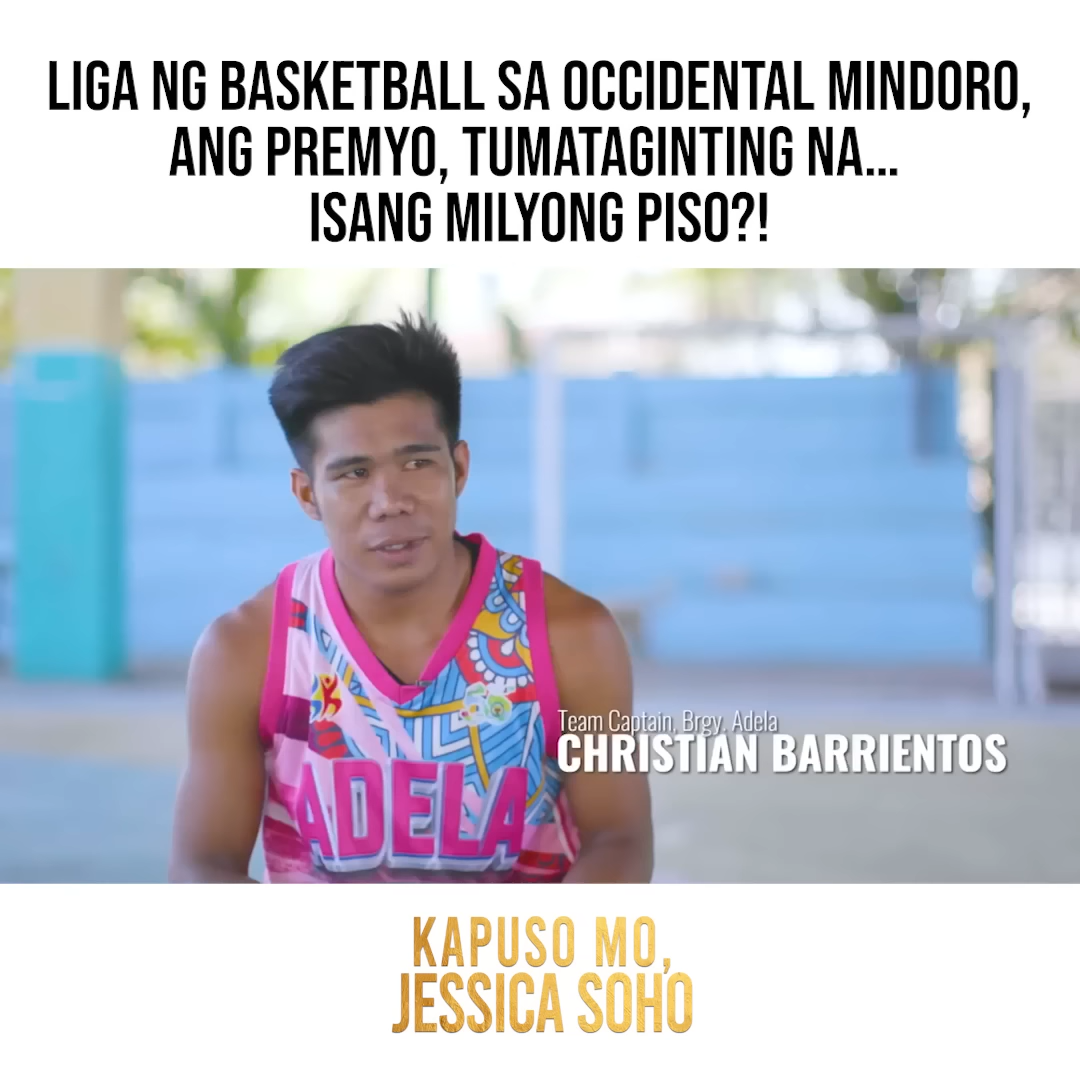 LIGA NG BASKETBALL SA OCCIDENTAL MINDORO,
ANG PREMYO, TUMATAGINTING NA...
ISANG MILYONG PISO?!
Team Captain, Brgy. Adela
CHRISTIAN BARRIENTOS
ADELA
KAPUSO MO,
JESSICA SOHO